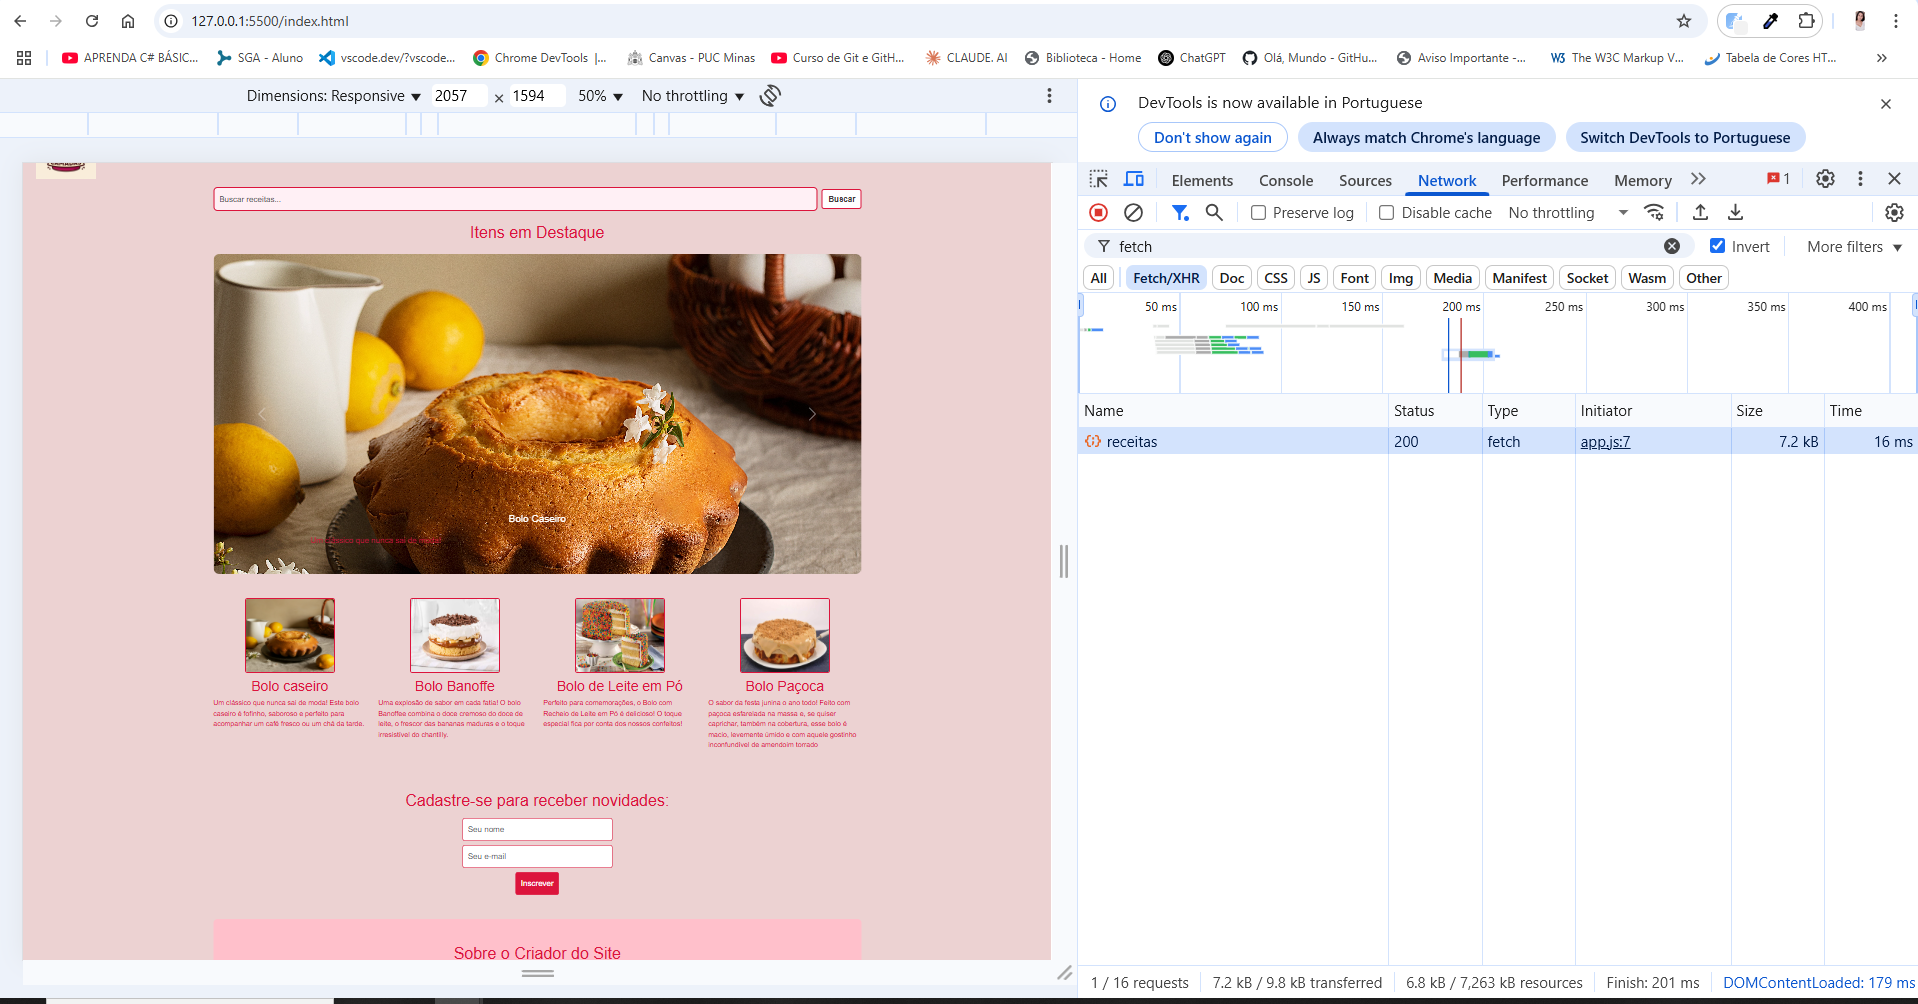 127.0.0.1:5500/index.html
APRENDA C# BÁSIC...
SGA - Aluno
vscode.dev/?vscode...
Chrome DevTools |...
Canvas - PUC Minas
Curso de Git e GitH...
CLAUDE. AI
Biblioteca - Home
ChatGPT
Olá, Mundo - GitHu...
Aviso Importante -...
The W3C Markup V...
Tabela de Cores HT...
Dimensions: Responsive
2057 × 1594
50%
No throttling
Buscar receitas...
Buscar
Itens em Destaque
Bolo Caseiro
Bolo caseiro
Um clássico que nunca sai de moda! Este bolo
caseiro é fofinho, saboroso e perfeito para
acompanhar um café fresco ou um chá da tarde.
Bolo Banoffe
Uma explosão de sabor em cada fatia! O bolo
Banoffee combina o doce cremoso do doce de
leite, o frescor das bananas maduras e o toque
irresistível do chantilly.
Bolo de Leite em Pó
Perfeito para comemorações, o Bolo com
Recheio de Leite em Pó é delicioso! O toque
especial fica por conta dos nossos confeitos!
Bolo Paçoca
O sabor da festa junina o ano todo! Feito com
paçoca esfarelada na massa e, se quiser
caprichar, também na cobertura, esse bolo é
macio, levemente úmido e com aquele gostinho
inconfundível de amendoim torrado
Cadastre-se para receber novidades:
Seu nome
Seu e-mail
Inscrever
Sobre o Criador do Site
DevTools is now available in Portuguese
Don't show again
Always match Chrome's language
Switch DevTools to Portuguese
Elements
Console
Sources
Network
Performance
Memory
1
Preserve log
Disable cache
No throttling
fetch
Invert
More filters
All
Fetch/XHR
Doc
CSS
JS
Font
Img
Media
Manifest
Socket
Wasm
Other
50 ms
100 ms
150 ms
200 ms
250 ms
300 ms
350 ms
400 ms
Name Status Type Initiator Size Time
receitas 200 fetch app.js:7 7.2 kB 16 ms
1 / 16 requests
7.2 kB / 9.8 kB transferred
6.8 kB / 7,263 kB resources
Finish: 201 ms
DOMContentLoaded: 179 ms